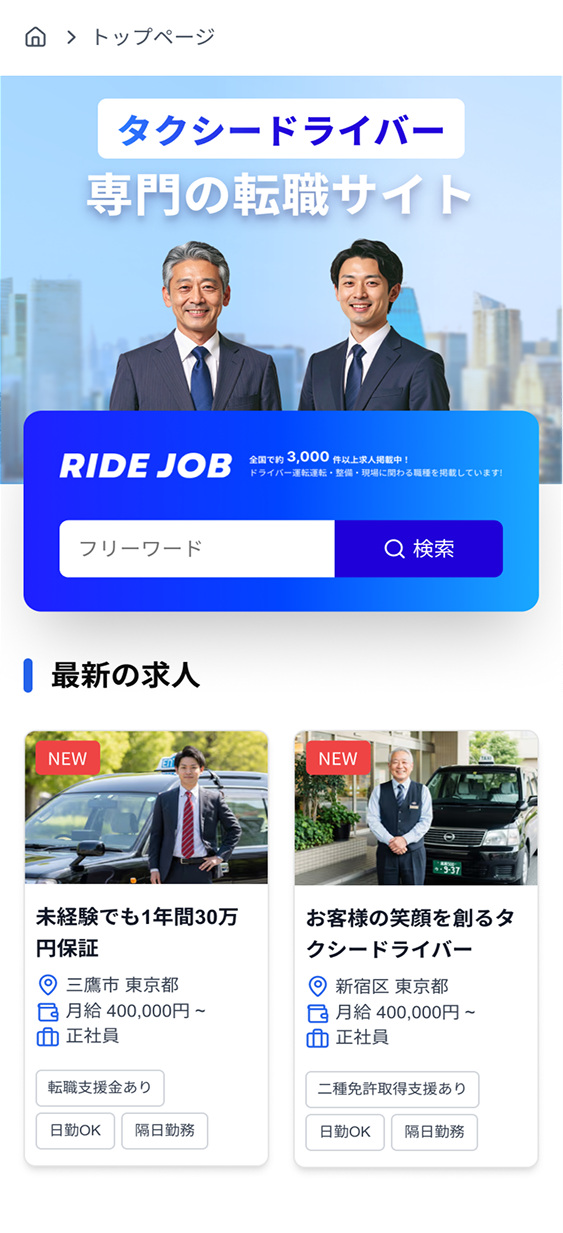 トップページ
タクシードライバー
専門の転職サイト
RIDE JOB
全国で約 3,000 件以上求人掲載中！
ドライバー運転運転・整備・現場に関わる職種を掲載しています!
フリーワード
検索
最新の求人
NEW
未経験でも1年間30万
円保証
三鷹市 東京都
月給 400,000円 ~
正社員
転職支援金あり
日勤OK
隔日勤務
NEW
TAXI
9-37
お客様の笑顔を創るタ
クシードライバー
新宿区 東京都
月給 400,000円 ~
正社員
二種免許取得支援あり
日勤OK
隔日勤務